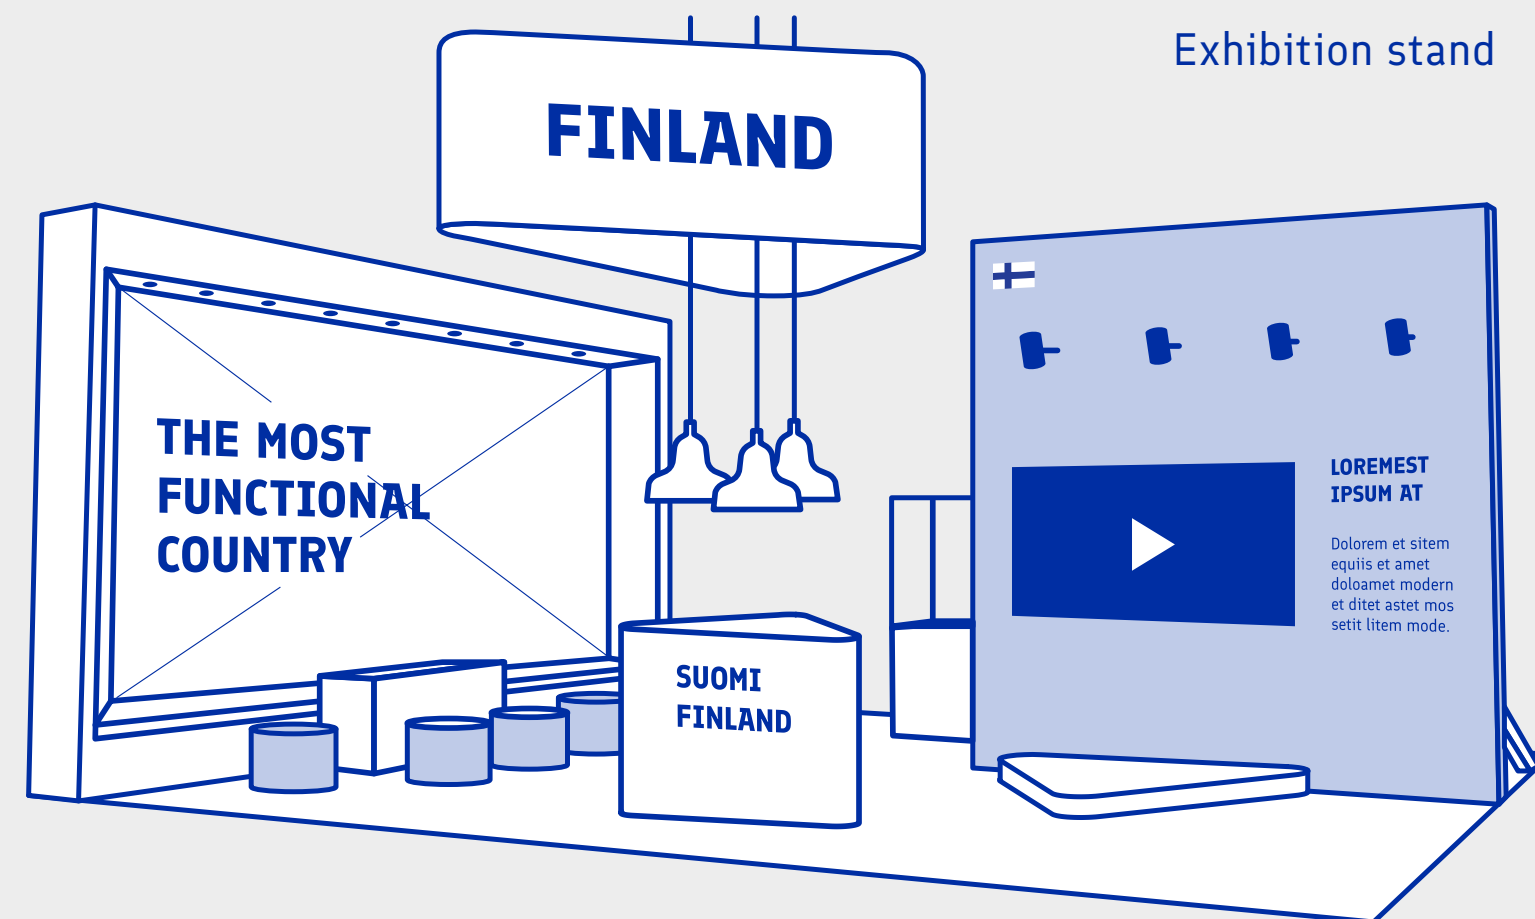 Exhibition stand
FINLAND
THE MOST
FUNCTIONAL
COUNTRY
SUOMI
FINLAND
LOREMEST
IPSUM AT
Dolorem et sitem
equiis et amet
doloamet modern
et ditet astet mos
setit litem mode.